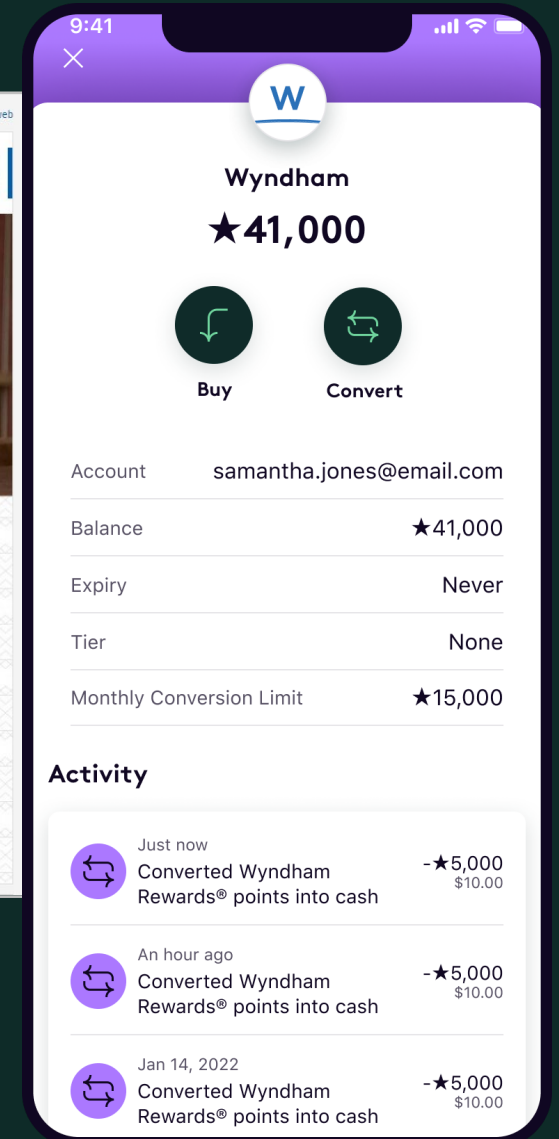 9:41
web
W
Wyndham
★41,000
Buy
Convert
Account samantha.jones@email.com
Balance ★41,000
Expiry Never
Tier None
Monthly Conversion Limit ★15,000
Activity
Just now
Converted Wyndham
Rewards® points into cash
-★5,000
$10.00
An hour ago
Converted Wyndham
Rewards® points into cash
-★5,000
$10.00
Jan 14, 2022
Converted Wyndham
Rewards® points into cash
-★5,000
$10.00